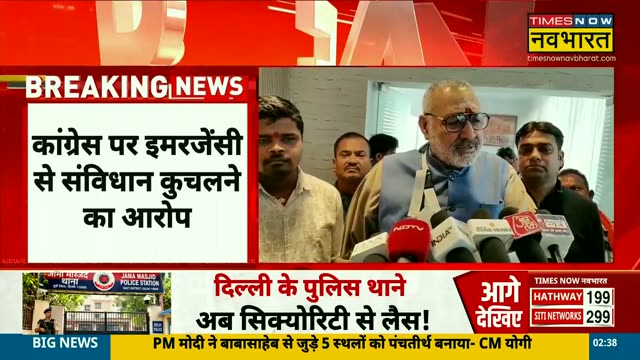 TIMES NOW
नवभारत
timesnownavbharat.com
BREAKING NEWS
कांग्रेस पर इमरजेंसी
से संविधान कुचलने
का आरोप
NDTV
INDIA
जामा मस्जिद
थाना
JAMA MASJID
POLICE STATION
दिल्ली के पुलिस थाने
अब सिक्योरिटी से लैस!
आगे
देखिए
TIMES NOW नवभारत
HATHWAY 199
SITI NETWORKS 299
BIG NEWS
PM मोदी ने बाबासाहेब से जुड़े 5 स्थलों को पंचतीर्थ बनाया- CM योगी
02:38